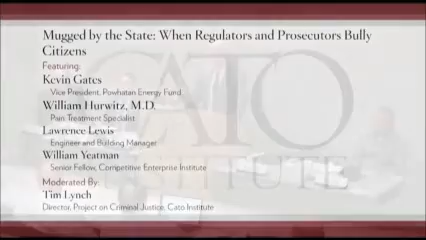 Mugged by the State: When Regulators and Prosecutors Bully
Citizens
Featuring:
Kevin Gates
Vice President, Powhatan Energy Fund
William Hurwitz, M.D.
Pain Treatment Specialist
Lawrence Lewis
Engineer and Building Manager
William Yeatman
Senior Fellow, Competitive Enterprise Institute
Moderated By:
Tim Lynch
Director, Project on Criminal Justice, Cato Institute
CATO
INSTITUTE